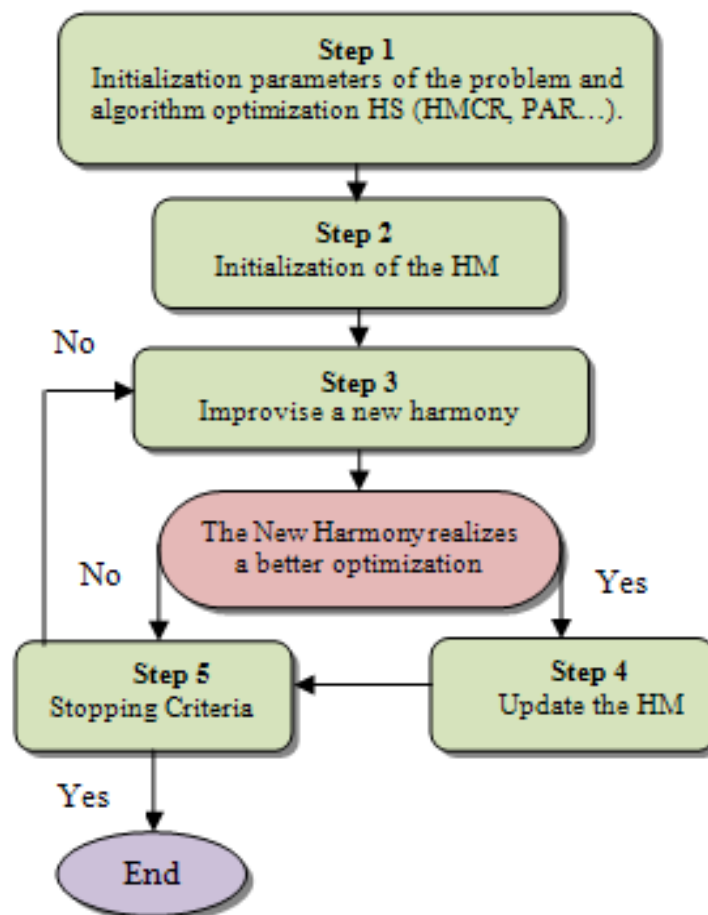 Step 1
Initialization parameters of the problem and
algorithm optimization HS (HMCR, PAR…).
Step 2
Initialization of the HM
No
Step 3
Improvise a new harmony
The New Harmony realizes
a better optimization
No
Yes
Step 5
Stopping Criteria
Step 4
Update the HM
Yes
End